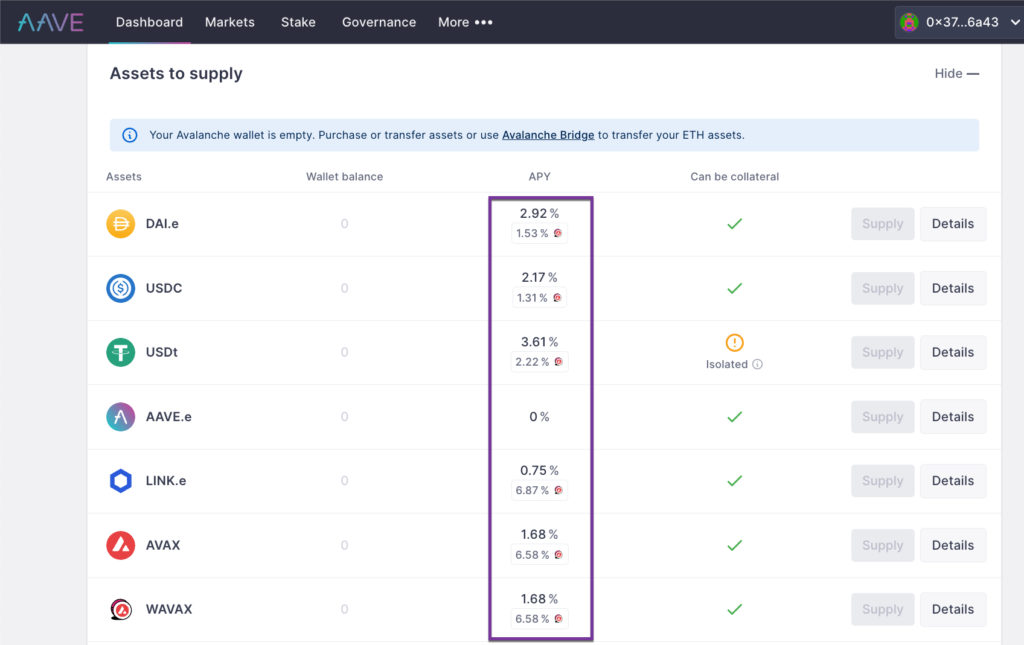 AAVE Dashboard Markets Stake Governance More ••• 0×37...6a43
Assets to supply Hide —
Your Avalanche wallet is empty. Purchase or transfer assets or use Avalanche Bridge to transfer your ETH assets.
Assets Wallet balance APY Can be collateral
DAI.e 0 2.92 % Supply Details
1.53 %
USDC 0 2.17 % Supply Details
1.31 %
USDt 0 3.61 % Supply Details
2.22 % Isolated
AAVE.e 0 0 % Supply Details
LINK.e 0 0.75 % Supply Details
6.87 %
AVAX 0 1.68 % Supply Details
6.58 %
WAVAX 0 1.68 % Supply Details
6.58 %